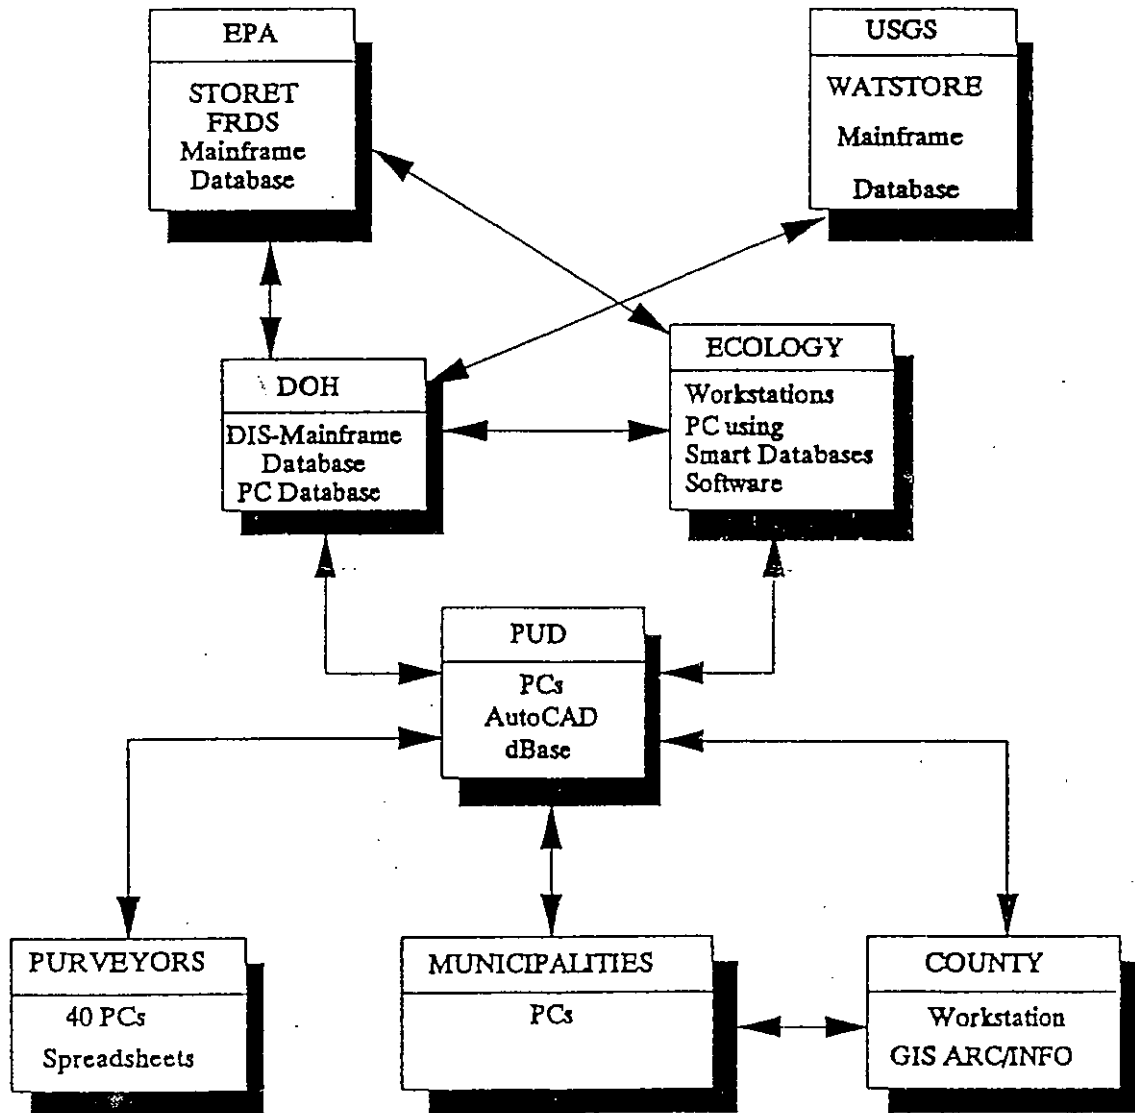 EPA
STORET
FRDS
Mainframe
Database
USGS
WATSTORE
Mainframe
Database
DOH
DIS-Mainframe
Database
PC Database
ECOLOGY
Workstations
PC using
Smart Databases
Software
PUD
PCs
AutoCAD
dBase
PURVEYORS
40 PCs
Spreadsheets
MUNICIPALITIES
PCs
COUNTY
Workstation
GIS ARC/INFO